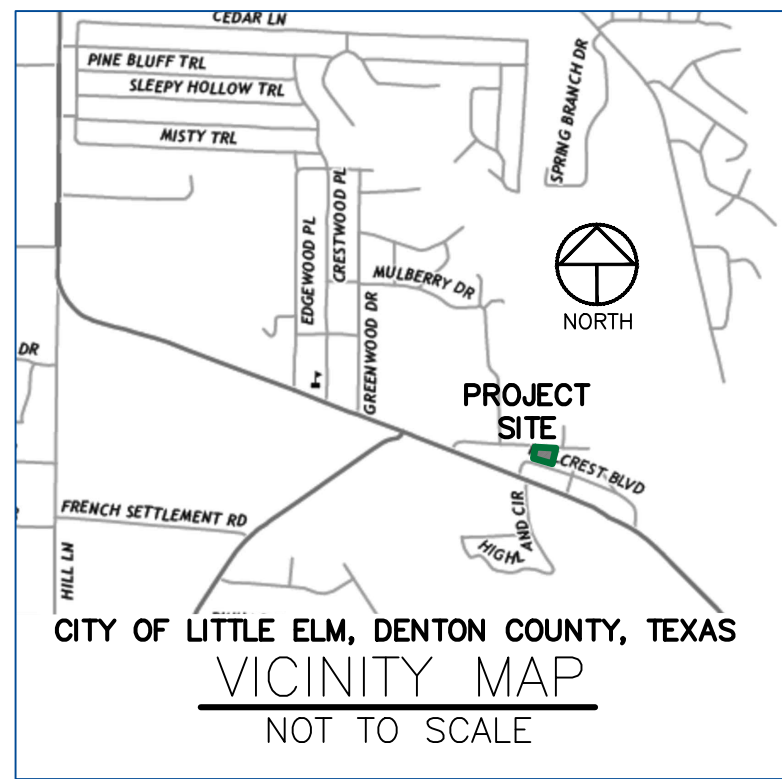 CEDAR LN
PINE BLUFF TRL
SLEEPY HOLLOW TRL
MISTY TRL
SPRING BRANCH DR
EDGEWOOD PL
CRESTWOOD PL
MULBERRY DR
GREENWOOD DR
NORTH
DR
PROJECT
SITE
CREST BLVD
FRENCH SETTLEMENT RD
HIGHL
AND CIR
HILL LN
CITY OF LITTLE ELM, DENTON COUNTY, TEXAS
VICINITY MAP
NOT TO SCALE